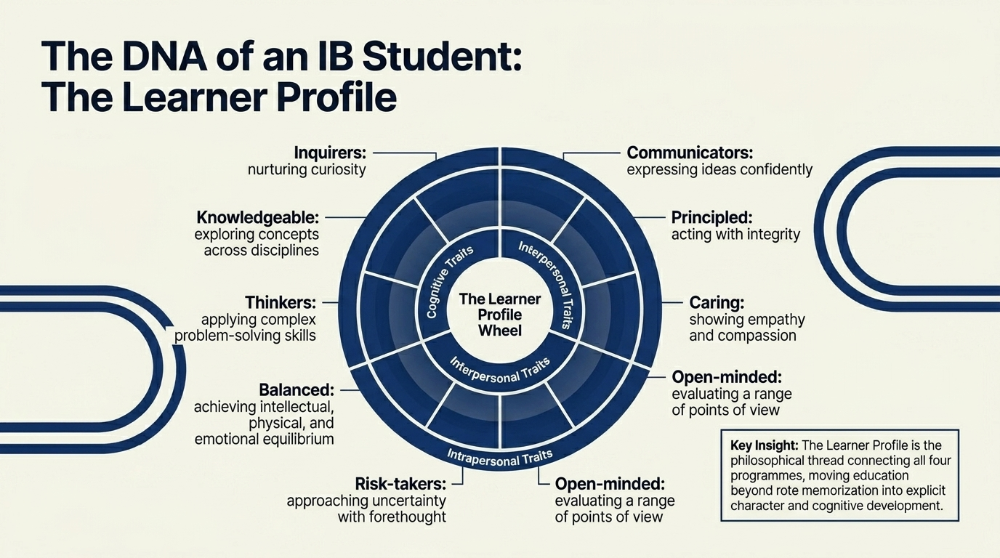 The DNA of an IB Student:
The Learner Profile
Inquirers:
nurturing curiosity
Knowledgeable:
exploring concepts
across disciplines
Thinkers:
applying complex
problem-solving skills
Balanced:
achieving intellectual,
physical, and
emotional equilibrium
Risk-takers:
approaching uncertainty
with forethought
Cognitive Traits
Interpersonal Traits
The Learner
Profile
Wheel
Interpersonal Traits
Intrapersonal Traits
Communicators:
expressing ideas confidently
Principled:
acting with integrity
Caring:
showing empathy
and compassion
Open-minded:
evaluating a range
of points of view
Open-minded:
evaluating a range
of points of view
Key Insight: The Learner Profile is the
philosophical thread connecting all four
programmes, moving education
beyond rote memorization into explicit
character and cognitive development.